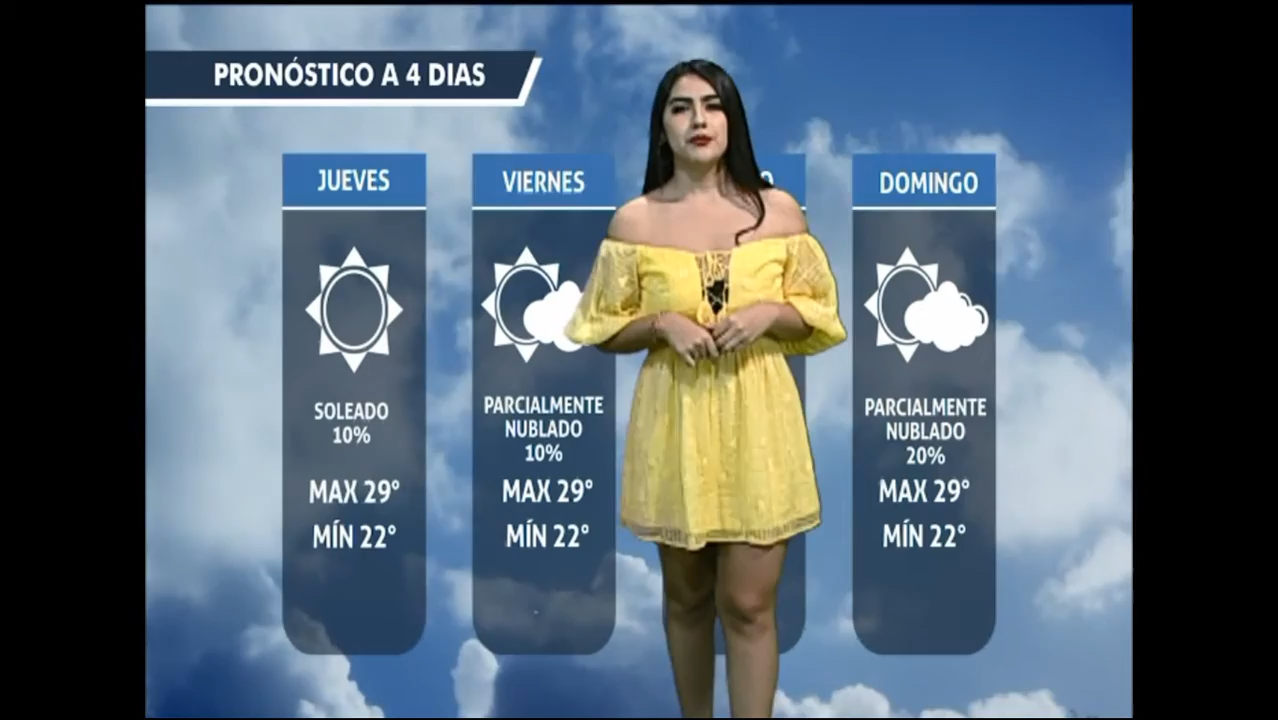 PRONÓSTICO A 4 DIAS
JUEVES
SOLEADO
10%
MAX 29°
MÍN 22°
VIERNES
PARCIALMENTE
NUBLADO
10%
MAX 29°
MÍN 22°
DOMINGO
PARCIALMENTE
NUBLADO
20%
MAX 29°
MÍN 22°